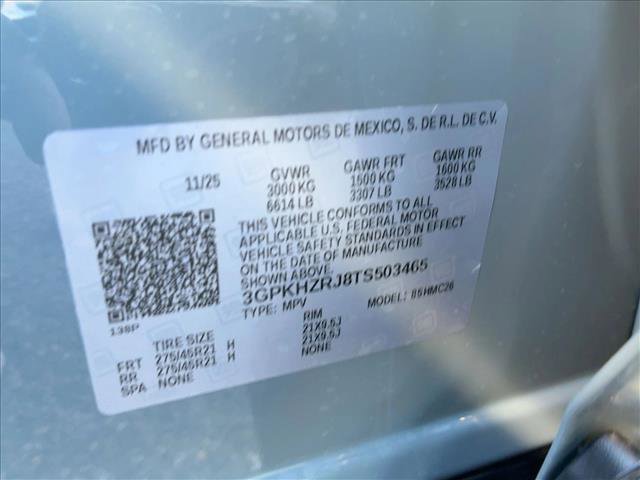 MFD BY GENERAL MOTORS DE MEXICO, S. DE R.L. DE C.V.
11/25 GVWR GAWR FRT GAWR RR
3000 KG 1500 KG 1600 KG
6614 LB 3307 LB 3528 LB
THIS VEHICLE CONFORMS TO ALL
APPLICABLE U.S. FEDERAL MOTOR
VEHICLE SAFETY STANDARDS IN EFFECT
ON THE DATE OF MANUFACTURE
SHOWN ABOVE.
3GPKHZRJ8TS503465
TYPE: MPV MODEL: 85HMC26
138P
TIRE SIZE RIM
FRT 275/45R21 H 21X9.5J
RR 275/45R21 H 21X9.5J
SPA NONE NONE